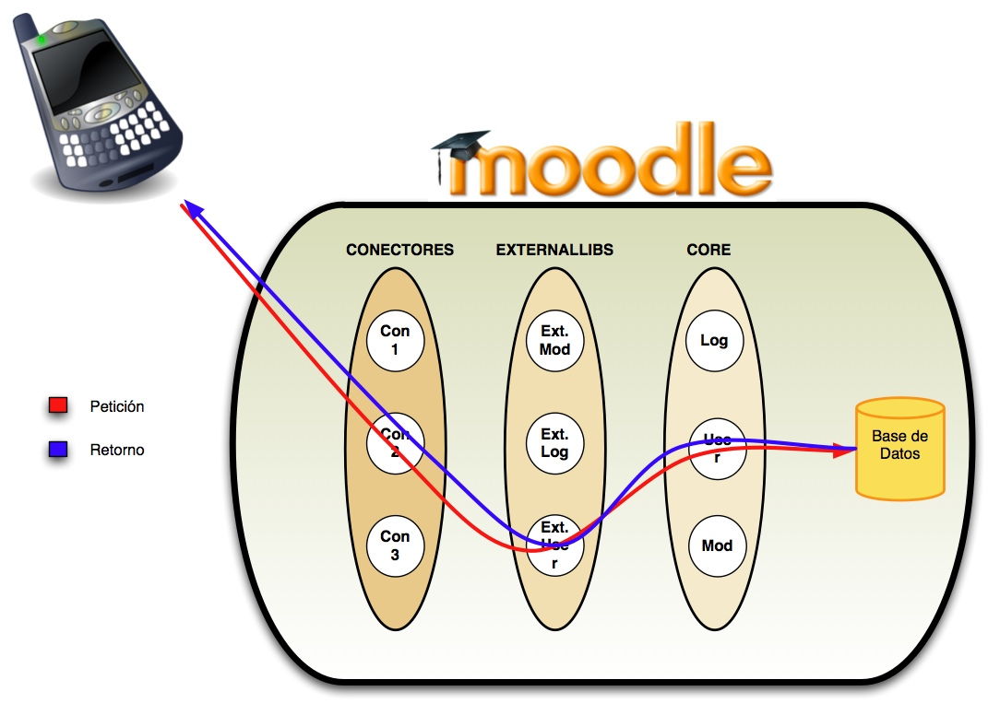 moodle
CONECTORES EXTERNALLIBS CORE
Con
1
Ext.
Mod
Log
Con
2
Ext.
Log
Use
r
Con
3
Ext.
Use
r
Mod
Base de
Datos
Petición
Retorno